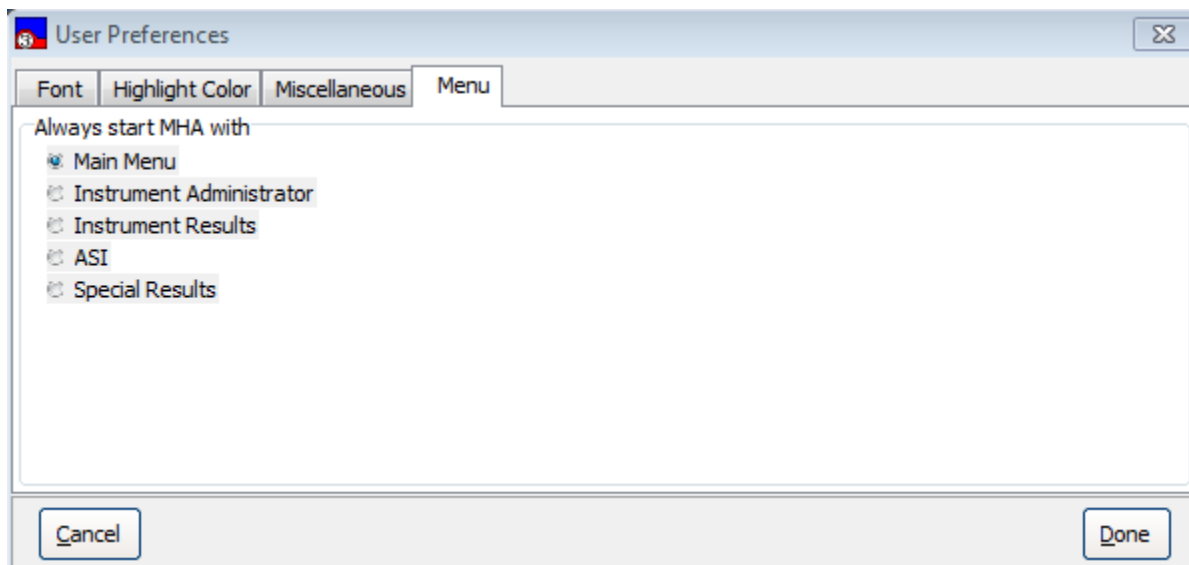 User Preferences
Font Highlight Color Miscellaneous Menu
Always start MHA with
Main Menu
Instrument Administrator
Instrument Results
ASI
Special Results
Cancel Done